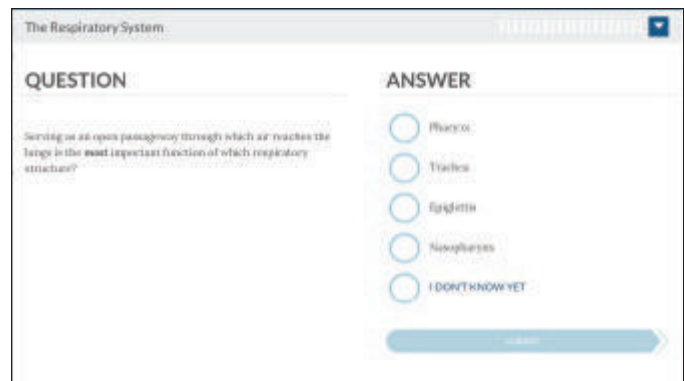 The Respiratory System
QUESTION
ANSWER
Serving as an open passageway through which air reaches the
lungs is the most important function of which respiratory
structure?
Pharynx
Trachea
Epiglottis
Nasopharynx
I DON'T KNOW YET
SUBMIT